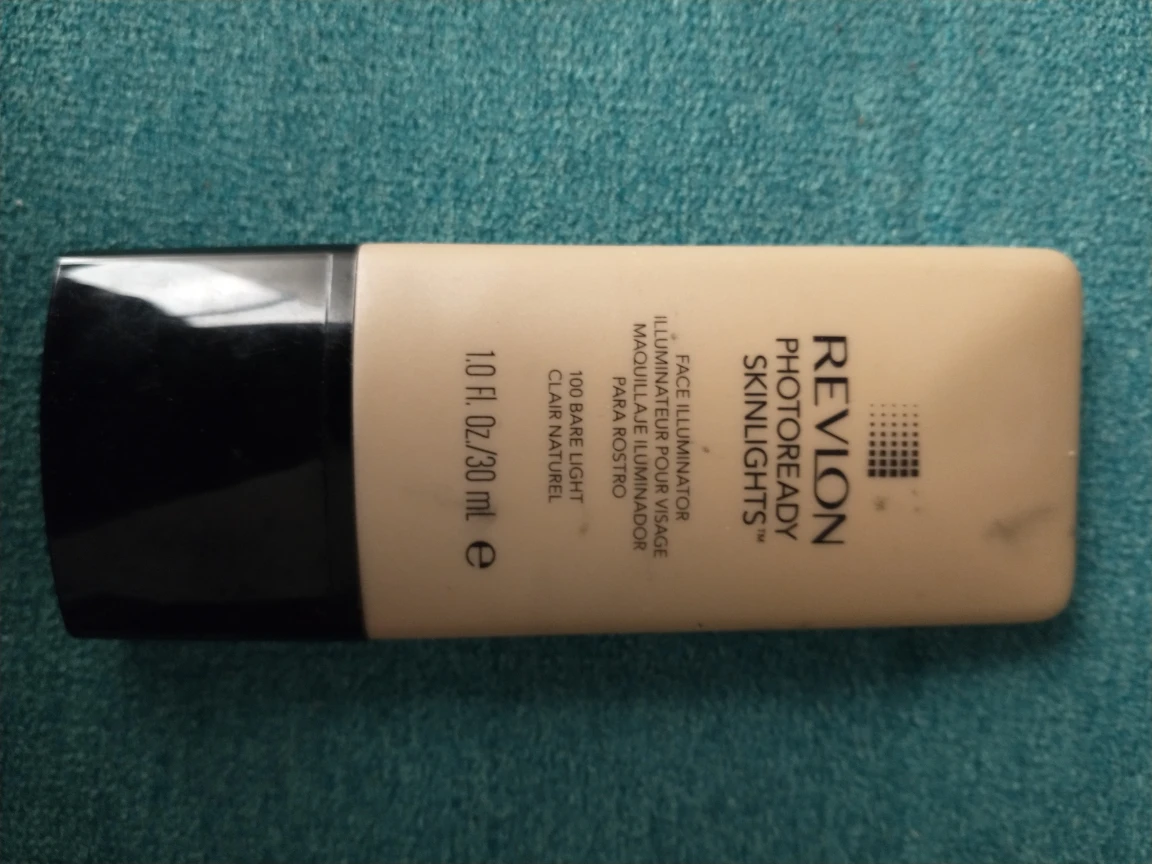 REVLON
PHOTOREADY
SKINLIGHTS™
FACE ILLUMINATOR
ILLUMINATEUR POUR VISAGE
MAQUILLAJE ILUMINADOR
PARA ROSTRO
100 BARE LIGHT
CLAIR NATUREL
1.0 Fl. Oz./30 mL ℮